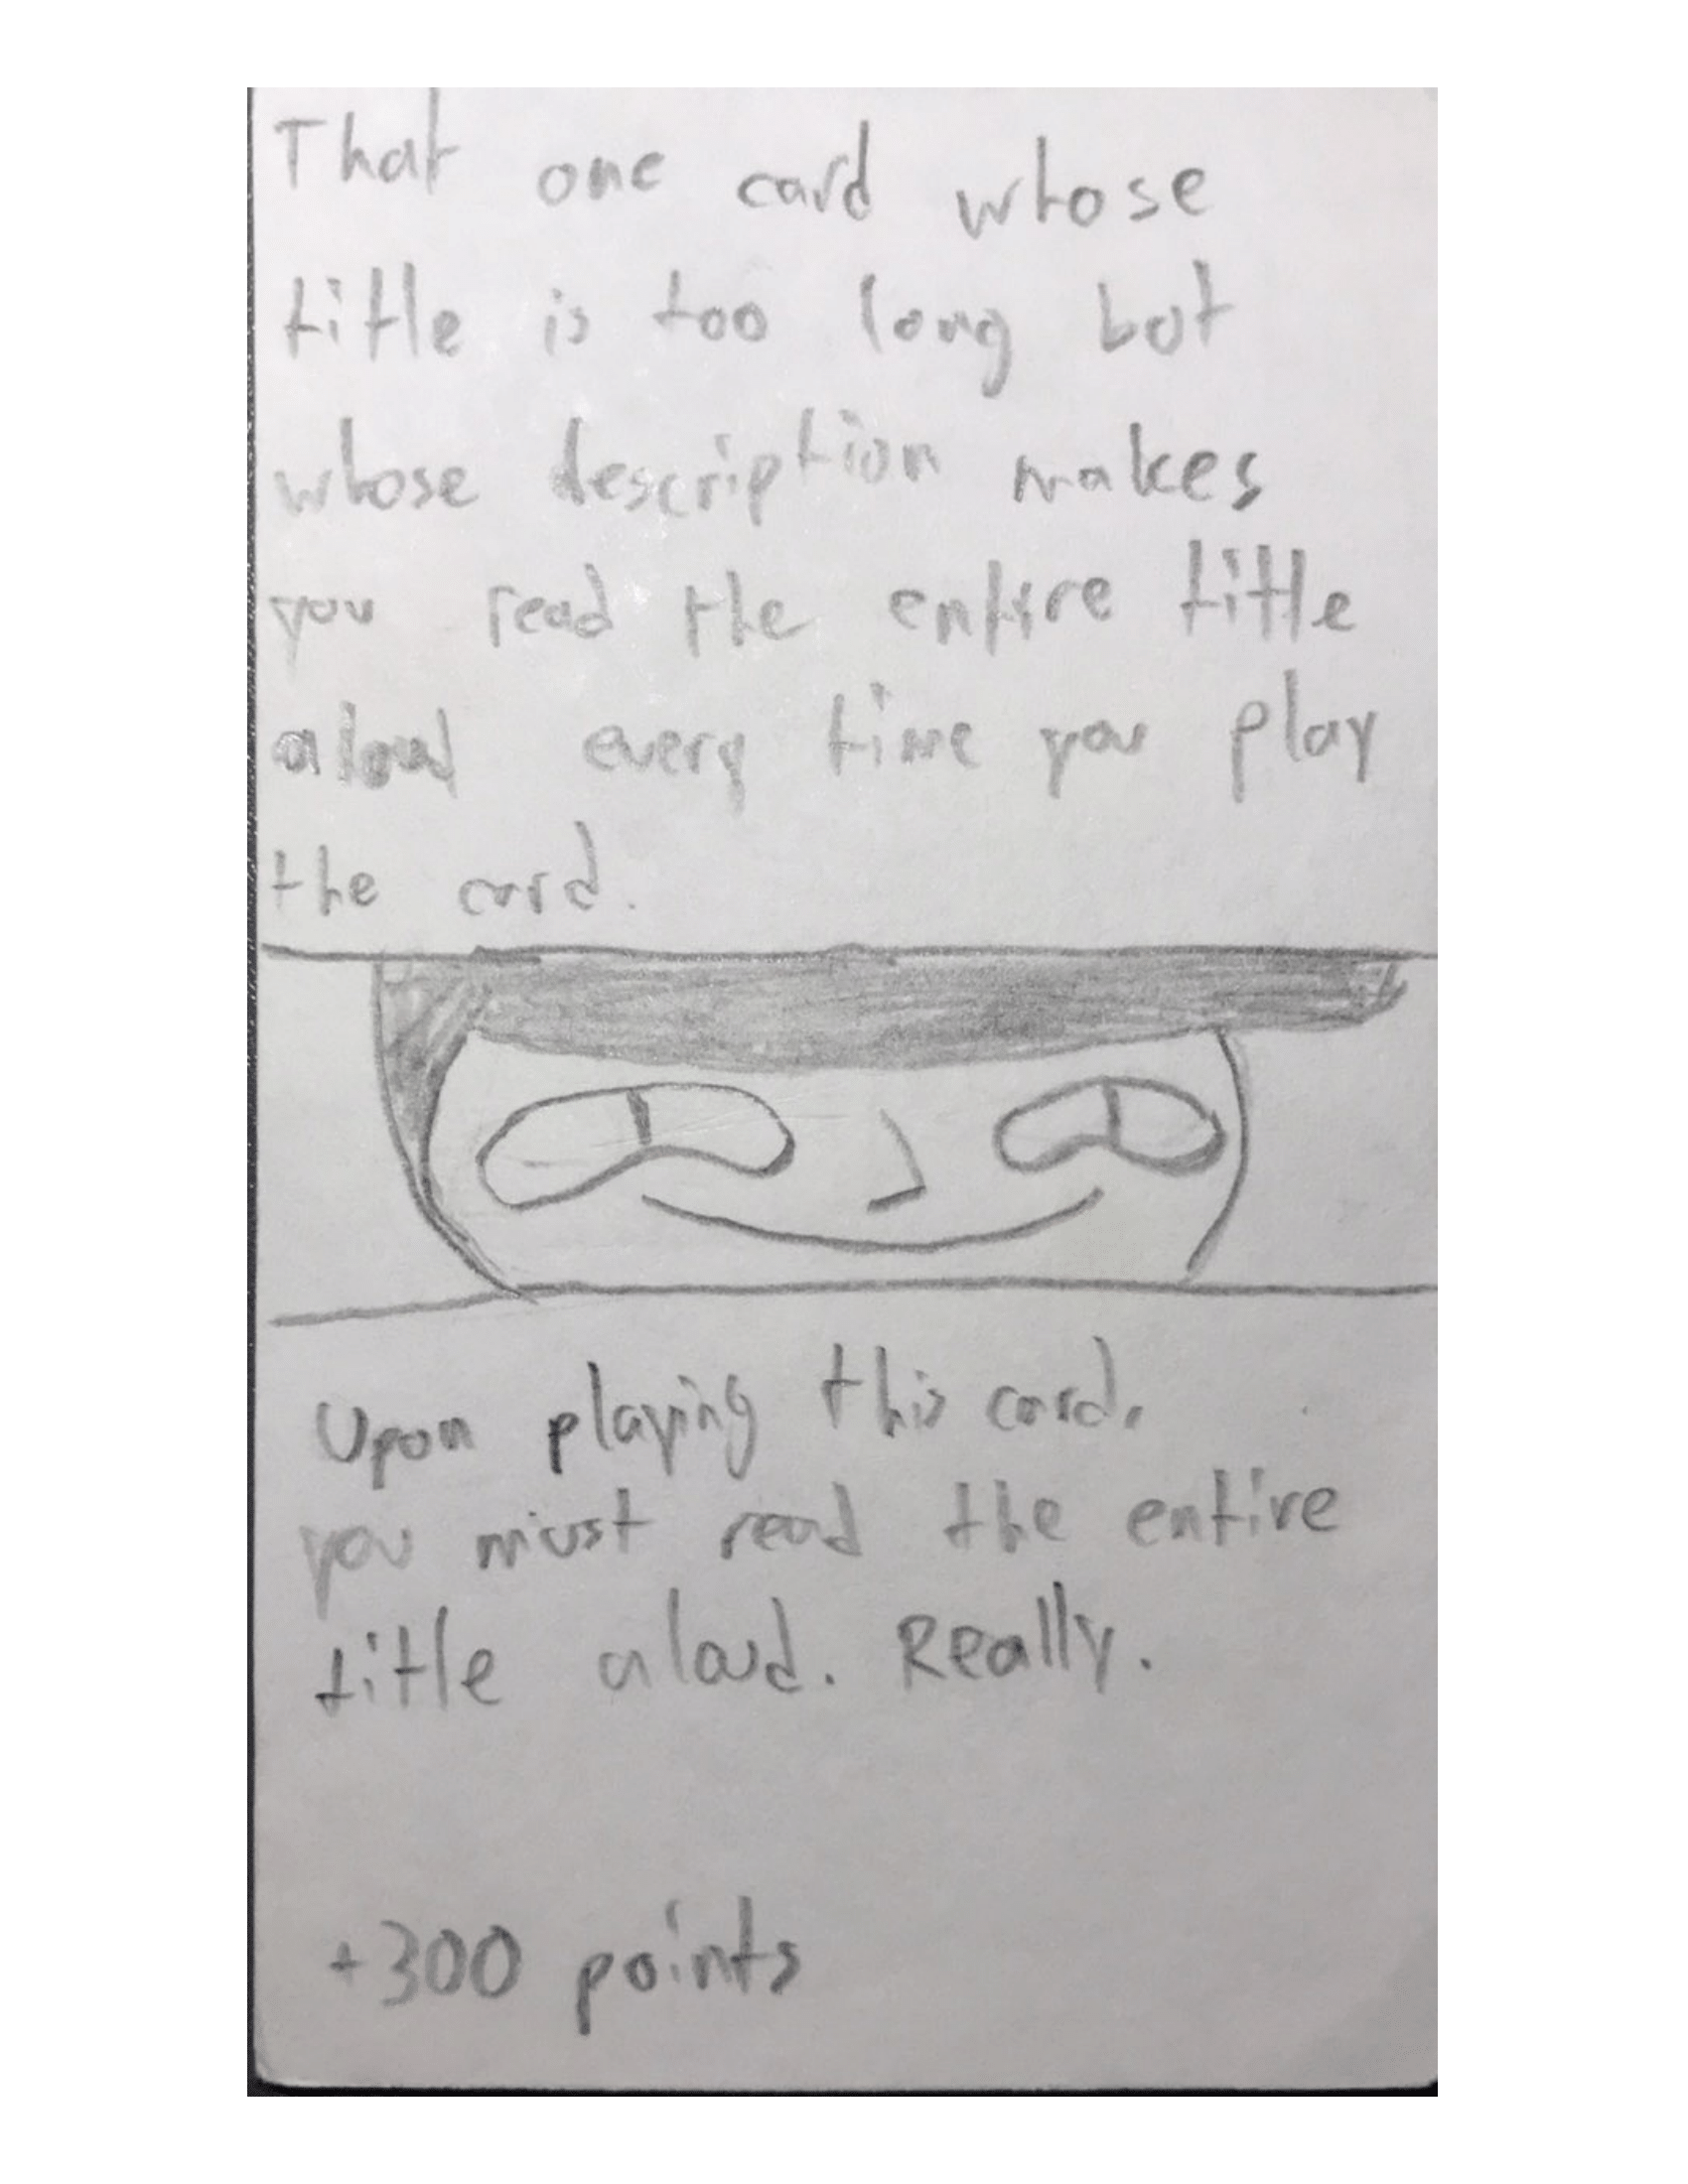 That one card whose
title is too long but
whose description makes
you read the entire title
aloud every time you play
the card.
Upon playing this card,
you must read the entire
title aloud. Really.
+300 points